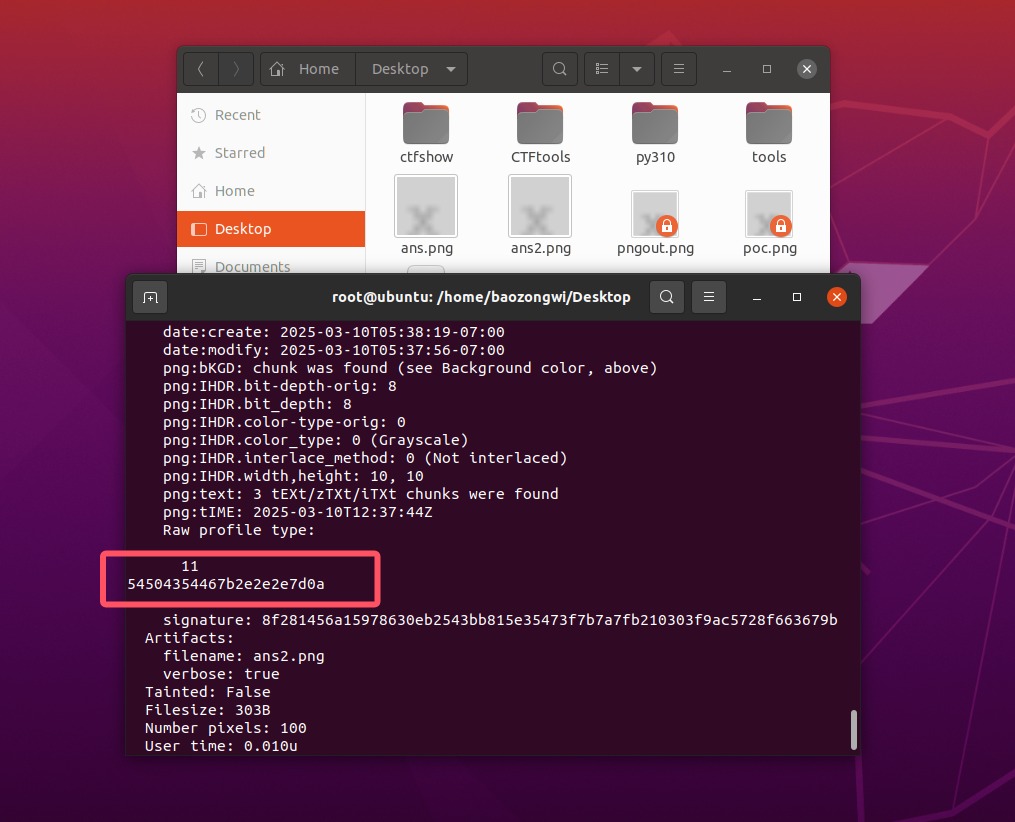 Home
Desktop
Recent
Starred
Home
Desktop
Documents
ctfshow
CTFtools
py310
tools
ans.png
ans2.png
pngout.png
poc.png
root@ubuntu: /home/baozongwi/Desktop
date:create: 2025-03-10T05:38:19-07:00
date:modify: 2025-03-10T05:37:56-07:00
png:bKGD: chunk was found (see Background color, above)
png:IHDR.bit-depth-orig: 8
png:IHDR.bit_depth: 8
png:IHDR.color-type-orig: 0
png:IHDR.color_type: 0 (Grayscale)
png:IHDR.interlace_method: 0 (Not interlaced)
png:IHDR.width,height: 10, 10
png:text: 3 tEXt/zTXt/iTXt chunks were found
png:tIME: 2025-03-10T12:37:44Z
Raw profile type:
11
54504354467b2e2e2e7d0a
signature: 8f281456a15978630eb2543bb815e35473f7b7a7fb210303f9ac5728f663679b
Artifacts:
filename: ans2.png
verbose: true
Tainted: False
Filesize: 303B
Number pixels: 100
User time: 0.010u